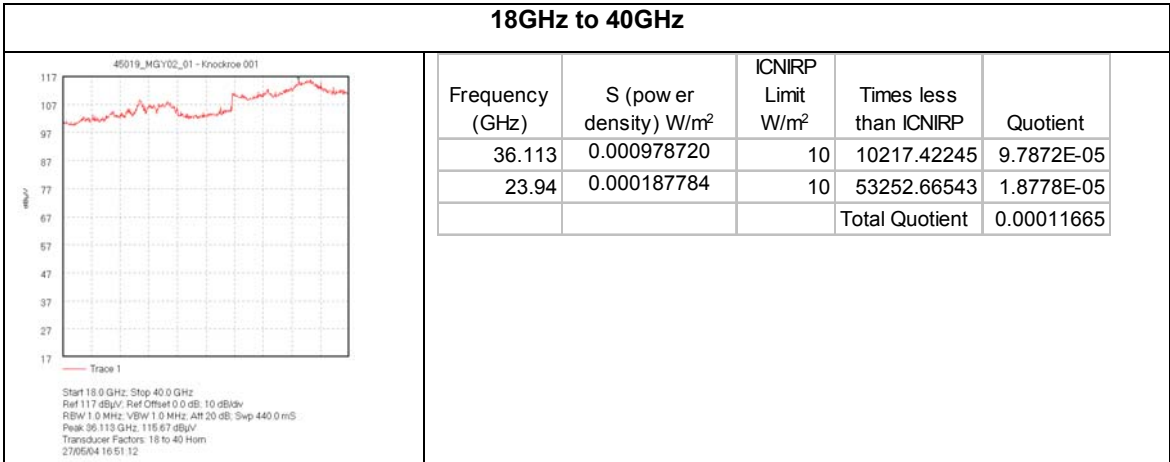 18GHz to 40GHz
45019_MGY02_01 - Knockroe 001
117
107
97
87
77
67
57
47
37
27
17
dBµV
Trace 1
Start 18.0 GHz; Stop 40.0 GHz
Ref 117 dBµV; Ref Offset 0.0 dB; 10 dB/div
RBW 1.0 MHz; VBW 1.0 MHz; Att 20 dB; Swp 440.0 mS
Peak 36.113 GHz, 115.67 dBµV
Transducer Factors: 18 to 40 Horn
27/05/04 16:51:12
Frequency (GHz) S (pow er density) W/m² ICNIRP Limit W/m² Times less than ICNIRP Quotient
36.113 0.000978720 10 10217.42245 9.7872E-05
23.94 0.000187784 10 53252.66543 1.8778E-05
Total Quotient 0.00011665